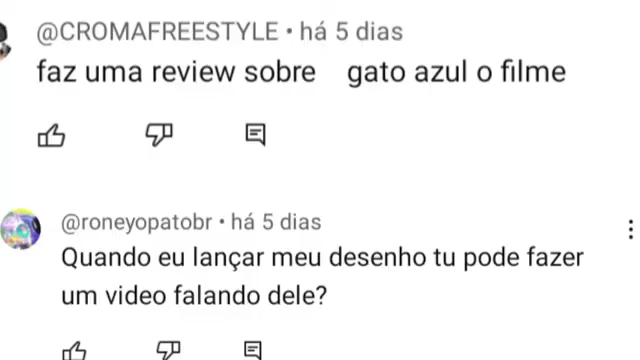 @CROMAFREESTYLE • há 5 dias
faz uma review sobre gato azul o filme
@roneyopatobr • há 5 dias
Quando eu lançar meu desenho tu pode fazer
um video falando dele?